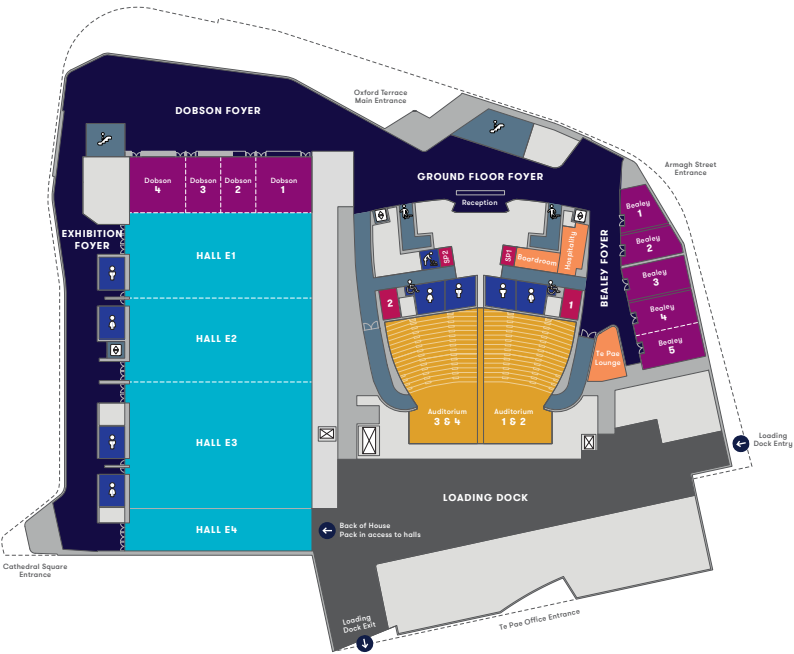 Oxford Terrace
Main Entrance
DOBSON FOYER
Armagh Street
Entrance
GROUND FLOOR FOYER
Reception
Dobson
4
Dobson
3
Dobson
2
Dobson
1
Bealey
1
Bealey
2
Bealey
3
Bealey
4
Bealey
5
EXHIBITION
FOYER
HALL E1
SP2
SP1
Boardroom
Hospitality
BEALEY FOYER
2
1
HALL E2
Te Pae
Lounge
Auditorium
3 & 4
Auditorium
1 & 2
HALL E3
Loading
Dock Entry
LOADING DOCK
HALL E4
Back of House
Pack in access to halls
Cathedral Square
Entrance
Loading
Dock Exit
Te Pae Office Entrance